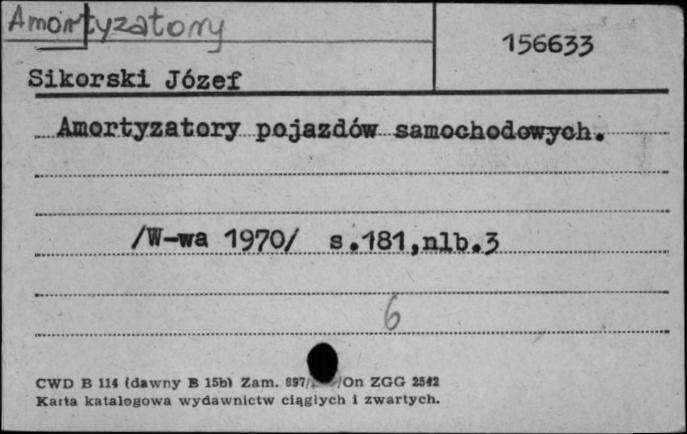 Amortyzatory
156633
Sikorski Józef
Amortyzatory pojazdów samochodowych.
/W-wa 1970/ s.181,nlb.3
6
CWD B 114 (dawny B 15b) Zam. 897/ /On ZGG 2542
Karta katalogowa wydawnictw ciągłych i zwartych.